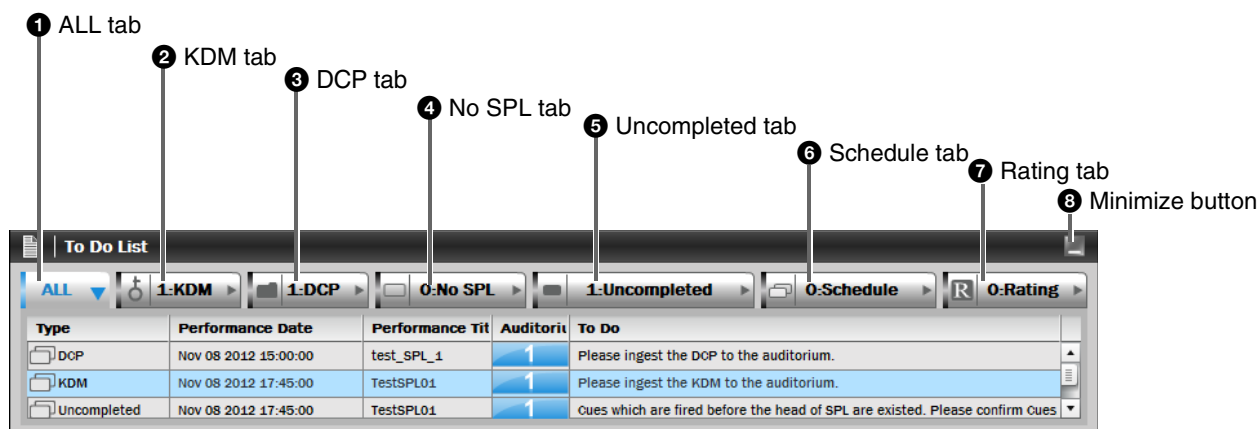 1 ALL tab
2 KDM tab
3 DCP tab
4 No SPL tab
5 Uncompleted tab
6 Schedule tab
7 Rating tab
8 Minimize button
To Do List
ALL 1:KDM 1:DCP 0:No SPL 1:Uncompleted 0:Schedule R 0:Rating
Type Performance Date Performance Tit Auditoriu To Do
DCP Nov 08 2012 15:00:00 test_SPL_1 1 Please ingest the DCP to the auditorium.
KDM Nov 08 2012 17:45:00 TestSPL01 1 Please ingest the KDM to the auditorium.
Uncompleted Nov 08 2012 17:45:00 TestSPL01 1 Cues which are fired before the head of SPL are existed. Please confirm Cues